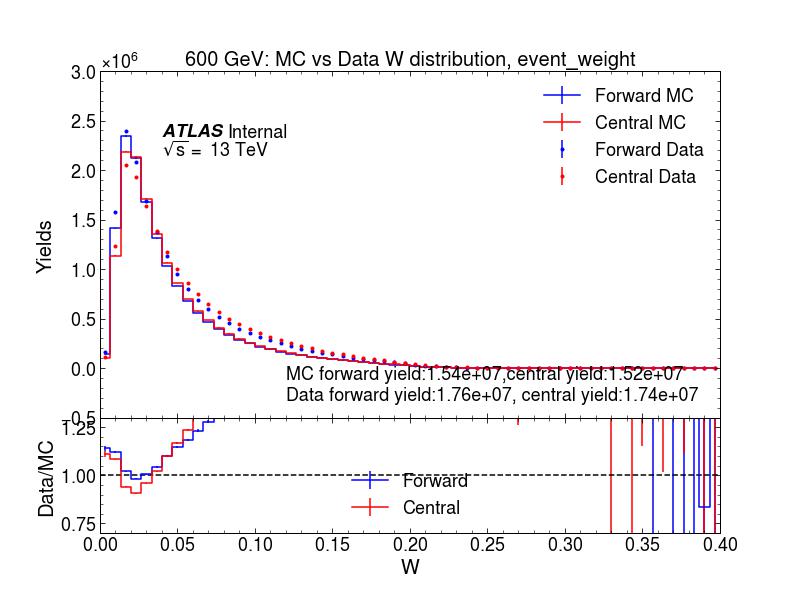 ×10⁶
600 GeV: MC vs Data W distribution, event_weight
3.0
2.5
2.0
1.5
1.0
0.5
0.0
0.5
Yields
ATLAS Internal
√s = 13 TeV
Forward MC
Central MC
Forward Data
Central Data
MC forward yield:1.54e+07,central yield:1.52e+07
Data forward yield:1.76e+07, central yield:1.74e+07
1.25
1.00
0.75
Data/MC
Forward
Central
0.00 0.05 0.10 0.15 0.20 0.25 0.30 0.35 0.40
W